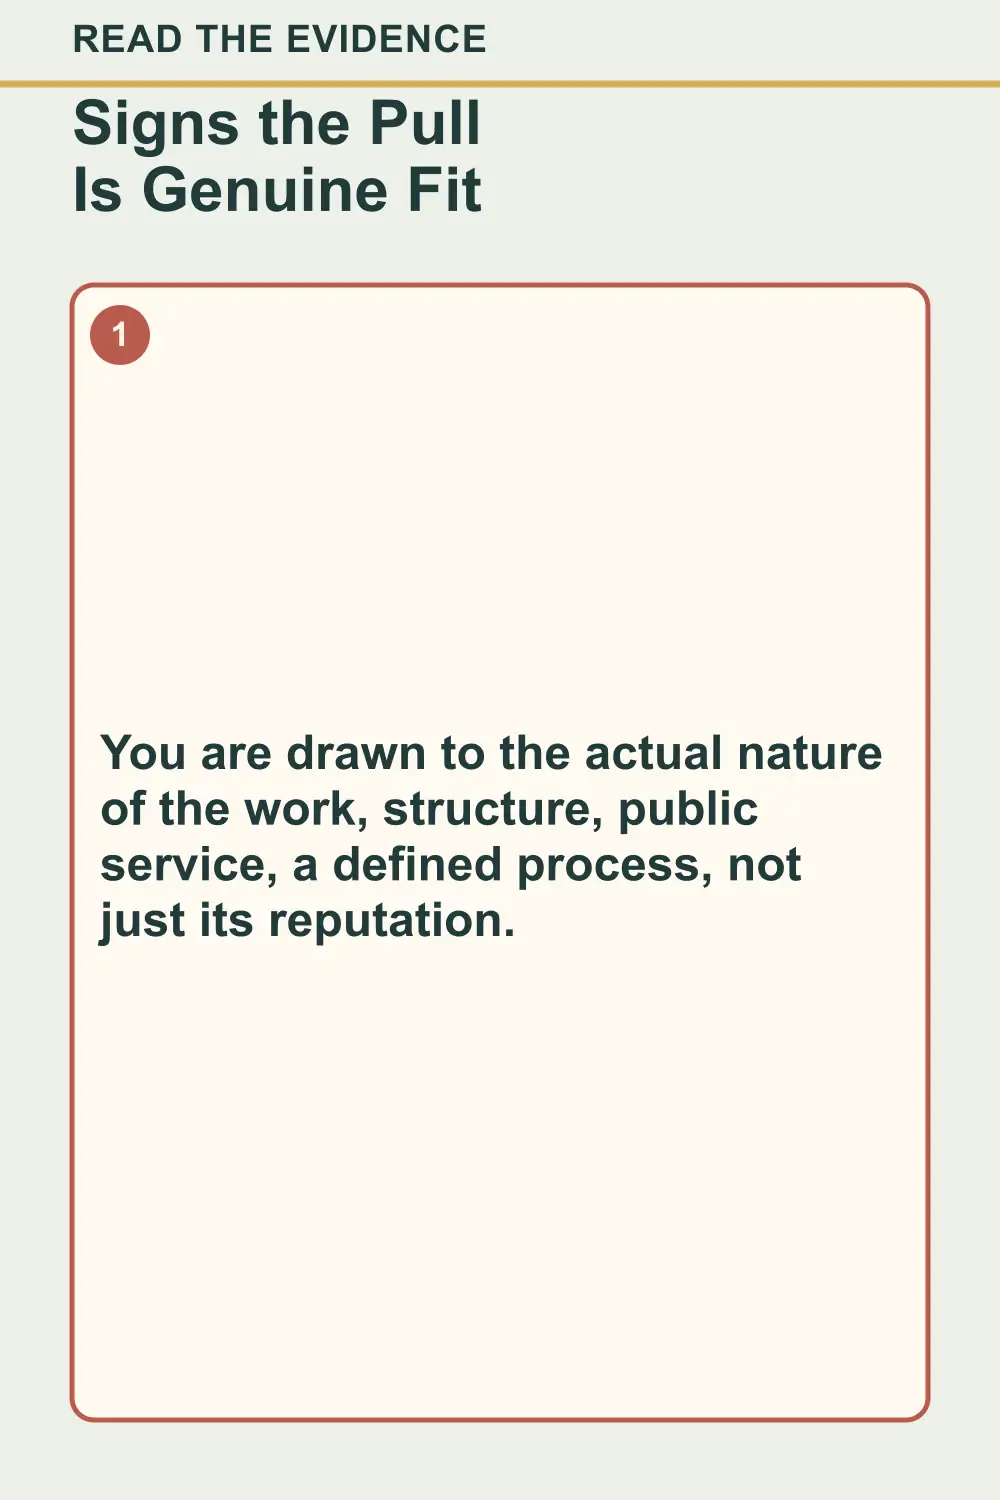 READ THE EVIDENCE
Signs the Pull
Is Genuine Fit
1
You are drawn to the actual nature
of the work, structure, public
service, a defined process, not
just its reputation.